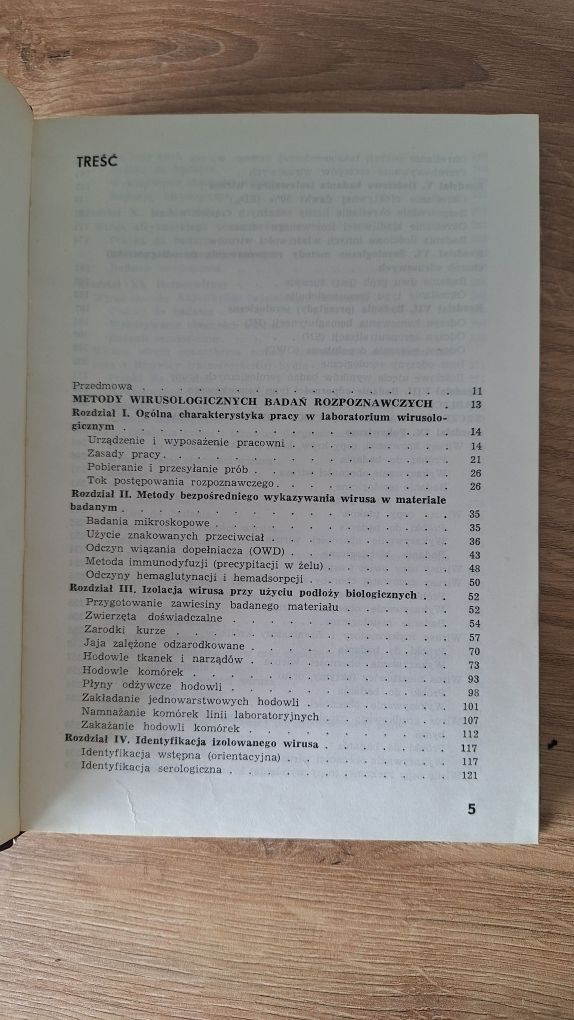 TREŚĆ
Przedmowa . . . . . . . . . . . . . . . . . 11
METODY WIRUSOLOGICZNYCH BADAŃ ROZPOZNAWCZYCH . 13
Rozdział I. Ogólna charakterystyka pracy w laboratorium wirusolo-
gicznym . . . . . . . . . . . . . . . . . 14
Urządzenie i wyposażenie pracowni . . . . . . . . 14
Zasady pracy . . . . . . . . . . . . . . . 21
Pobieranie i przesyłanie prób . . . . . . . . . . 26
Tok postępowania rozpoznawczego . . . . . . . . . 26
Rozdział II. Metody bezpośredniego wykazywania wirusa w materiale
badanym . . . . . . . . . . . . . . . . . 35
Badania mikroskopowe . . . . . . . . . . . . 35
Użycie znakowanych przeciwciał . . . . . . . . . 36
Odczyn wiązania dopełniacza (OWD) . . . . . . . . 43
Metoda immunodyfuzji (precypitacji w żelu) . . . . . . 48
Odczyny hemaglutynacji i hemadsorpcji . . . . . . . 50
Rozdział III. Izolacja wirusa przy użyciu podłoży biologicznych . . 52
Przygotowanie zawiesiny badanego materiału . . . . . . 52
Zwierzęta doświadczalne . . . . . . . . . . . 54
Zarodki kurze . . . . . . . . . . . . . . . 57
Jaja zalężone odzarodkowane . . . . . . . . . . 70
Hodowle tkanek i narządów . . . . . . . . . . 73
Hodowle komórek . . . . . . . . . . . . . . 93
Płyny odżywcze hodowli . . . . . . . . . . . 98
Zakładanie jednowarstwowych hodowli . . . . . . . 101
Namnażanie komórek linii laboratoryjnych . . . . . . 107
Zakażanie hodowli komórek . . . . . . . . . . 112
Rozdział IV. Identyfikacja izolowanego wirusa . . . . . . 117
Identyfikacja wstępna (orientacyjna) . . . . . . . . 117
Identyfikacja serologiczna . . . . . . . . . . . 121
5